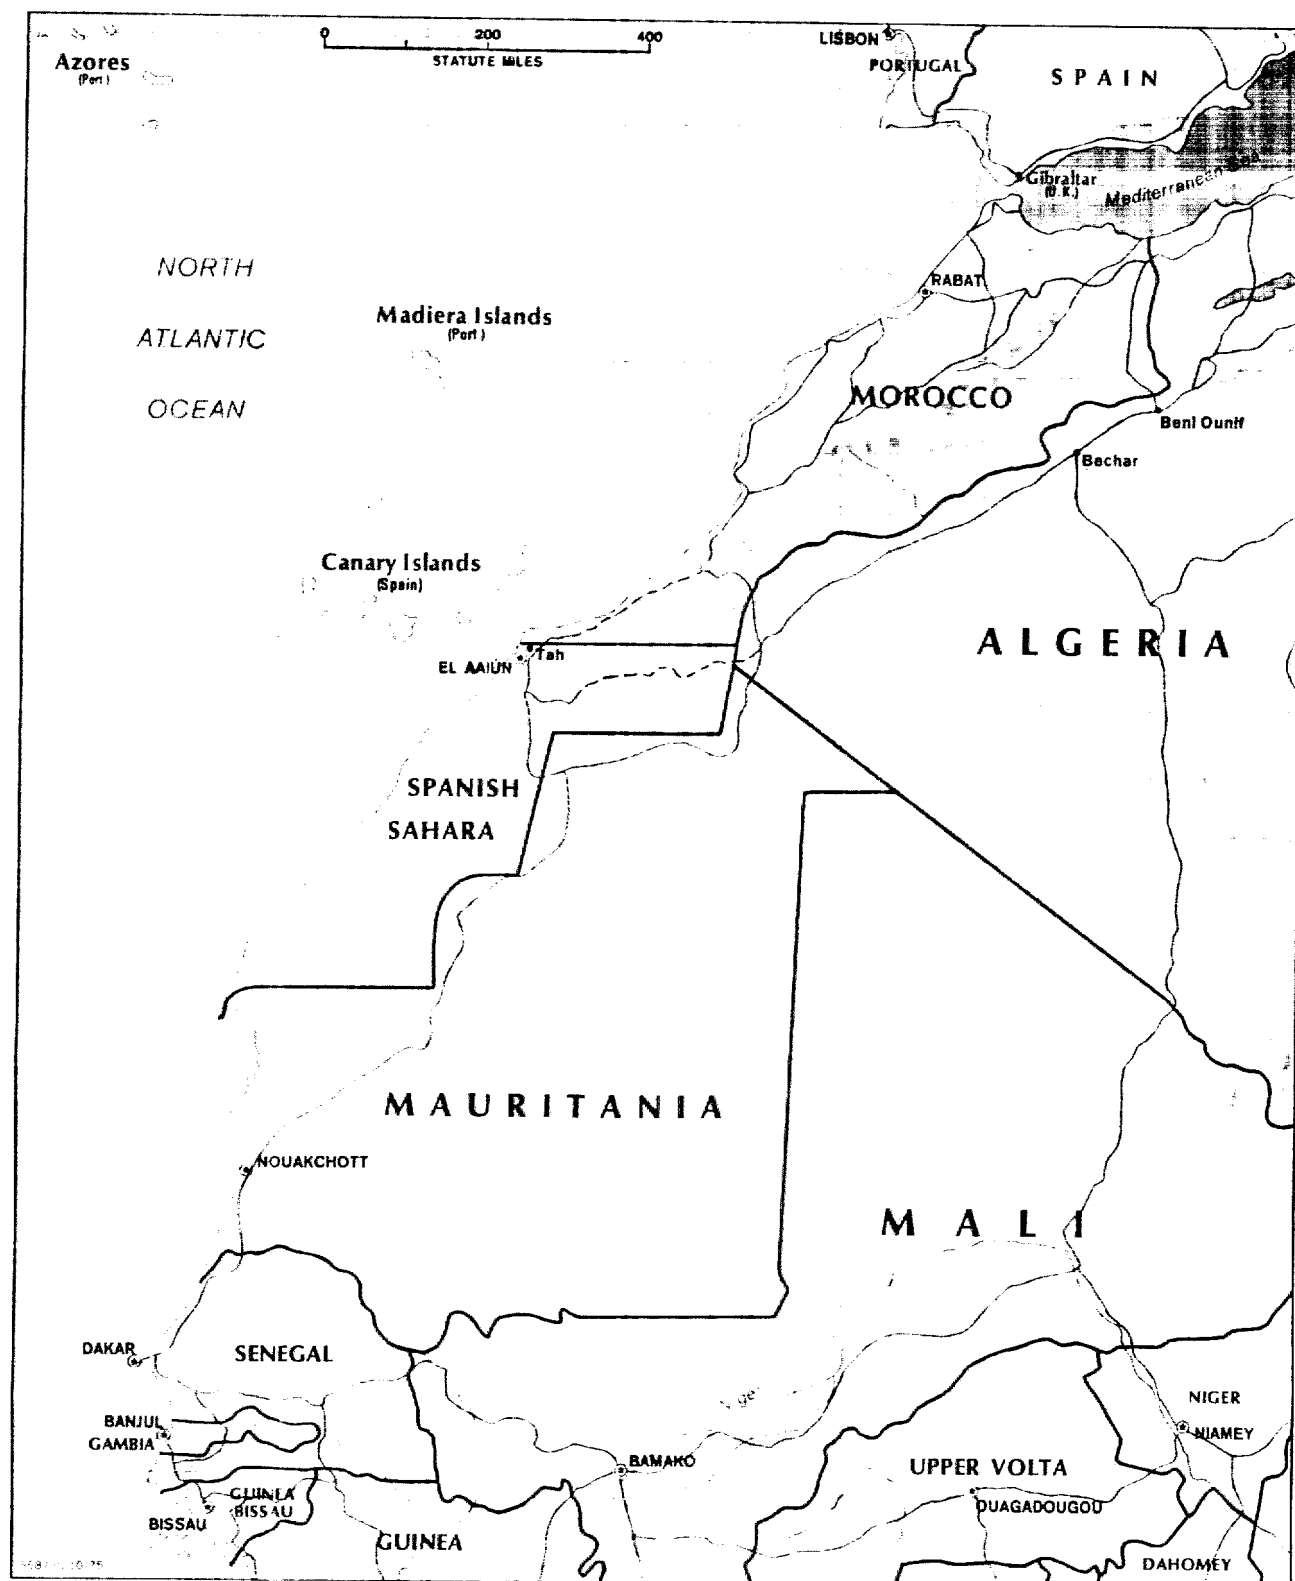 0 200 400
STATUTE MILES
Azores
(Port.)
LISBON
PORTUGAL
SPAIN
Gibraltar
(U.K.)
Mediterranean Sea
NORTH
ATLANTIC
OCEAN
Madiera Islands
(Port.)
RABAT
MOROCCO
Beni Ounif
Bechar
Canary Islands
(Spain)
ALGERIA
Tah
EL AAIÚN
SPANISH
SAHARA
MAURITANIA
NOUAKCHOTT
MALI
DAKAR
SENEGAL
BANJUL
GAMBIA
BAMAKO
NIGER
NIAMEY
UPPER VOLTA
OUAGADOUGOU
GUINEA
BISSAU
BISSAU
GUINEA
DAHOMEY